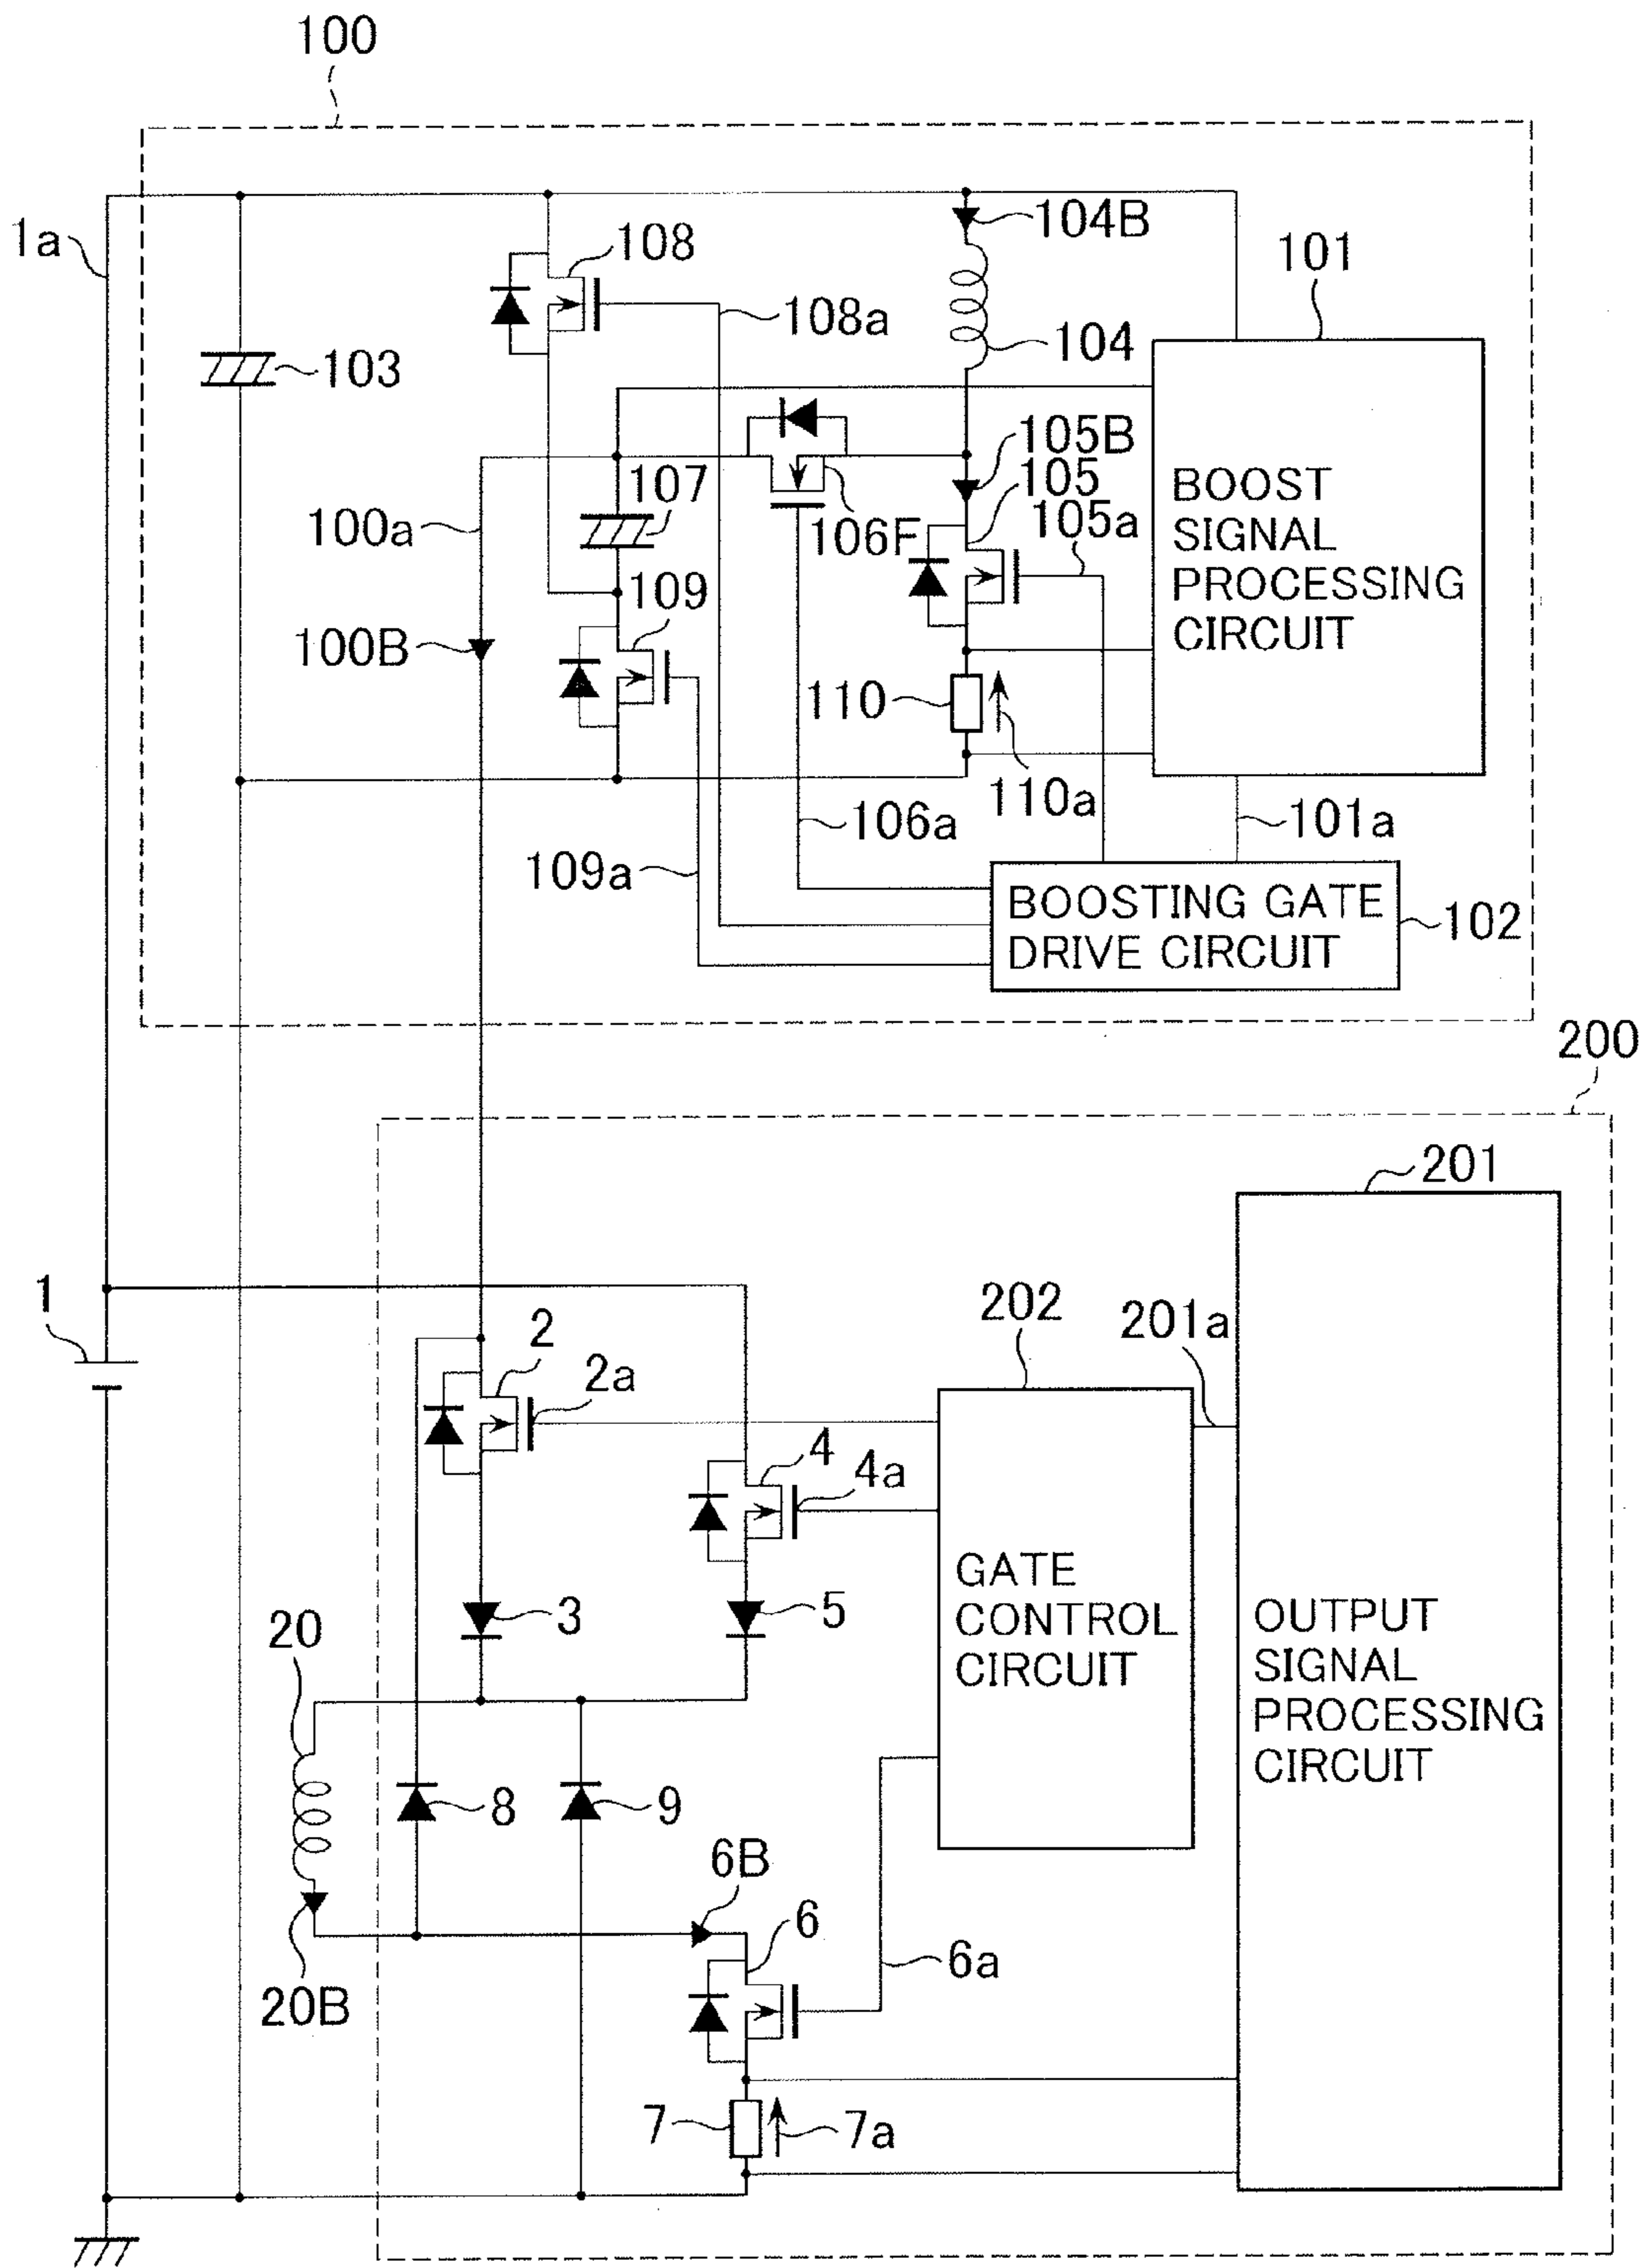 100
1a
108
104B
101
108a
104
103
105B
105
105a
107
100a
106F
BOOST
SIGNAL
PROCESSING
CIRCUIT
109
100B
110
110a
106a
101a
109a
BOOSTING GATE
DRIVE CIRCUIT
102
200
201
1
202
201a
2
2a
4
4a
3
5
GATE
CONTROL
CIRCUIT
OUTPUT
SIGNAL
PROCESSING
CIRCUIT
20
8
9
6B
6
6a
20B
7
7a